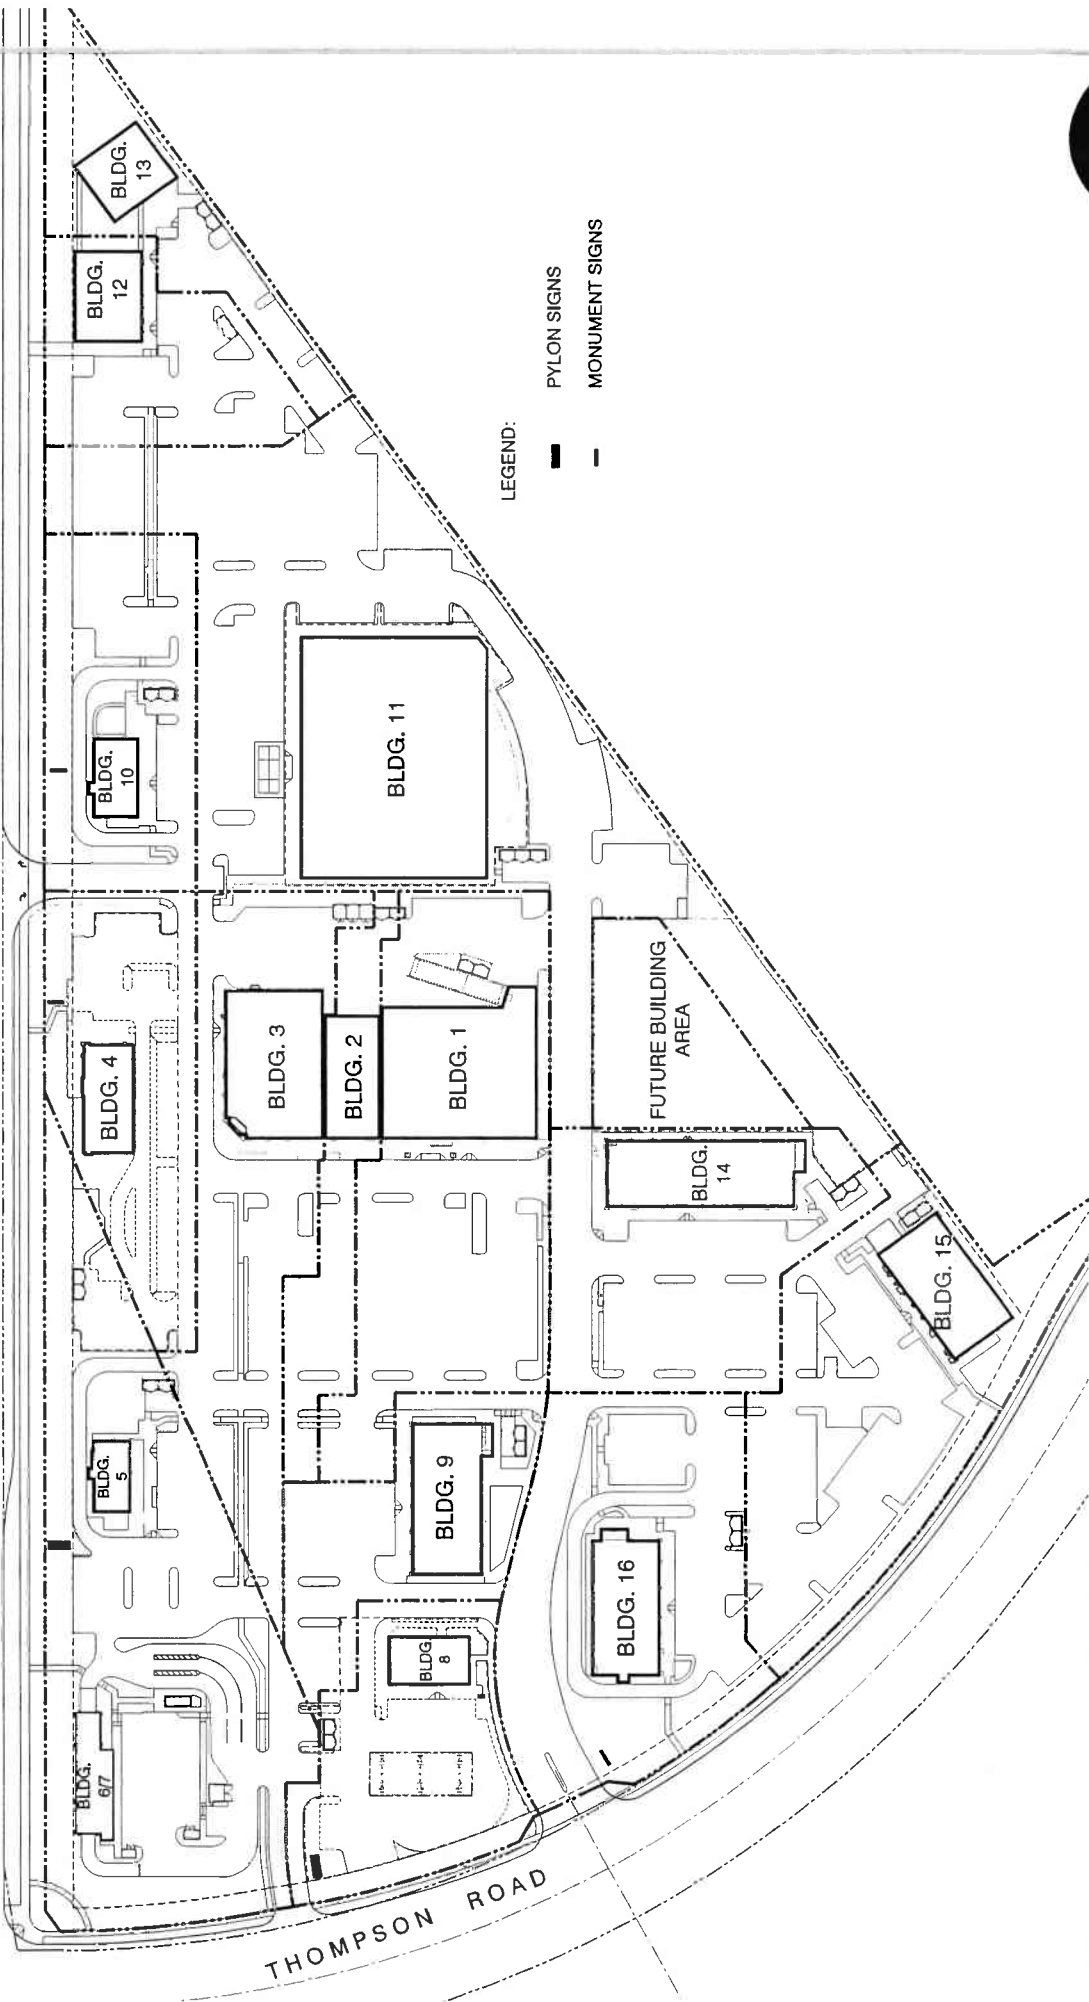 BLDG.
13
BLDG.
12
LEGEND:
PYLON SIGNS
MONUMENT SIGNS
BLDG.
10
BLDG. 11
BLDG. 4
BLDG. 3
BLDG. 2
BLDG. 1
FUTURE BUILDING
AREA
BLDG.
14
BLDG. 15
BLDG.
5
BLDG. 9
BLDG. 16
BLDG.
8
BLDG.
6/7
THOMPSON ROAD